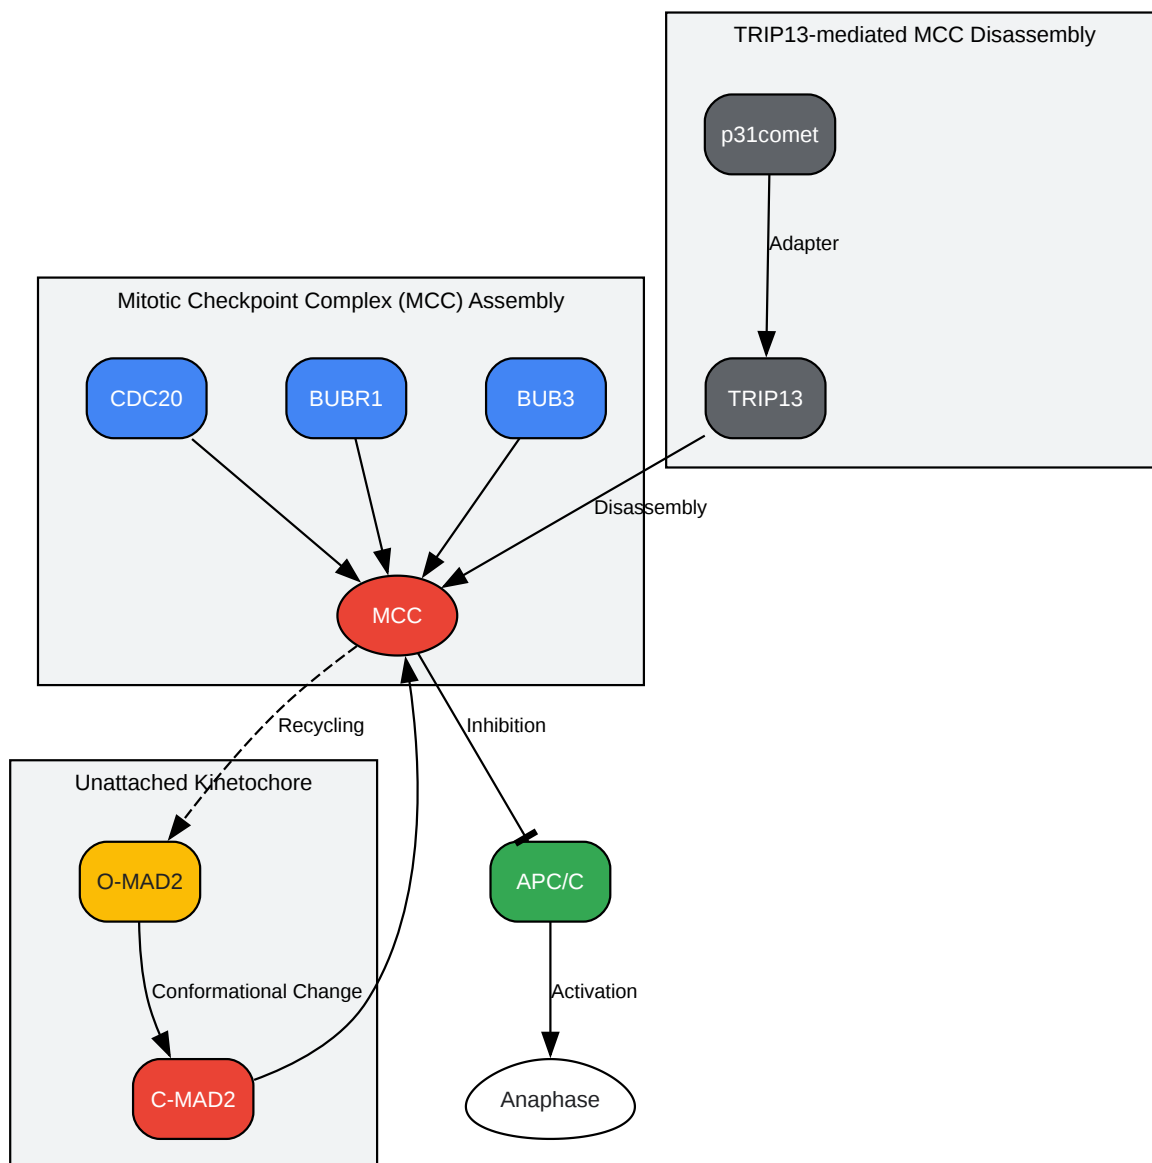 TRIP13-mediated MCC Disassembly
p31comet
Adapter
Mitotic Checkpoint Complex (MCC) Assembly
CDC20
BUBR1
BUB3
TRIP13
Disassembly
MCC
Recycling
Inhibition
Unattached Kinetochore
O-MAD2
APC/C
Conformational Change
Activation
C-MAD2
Anaphase